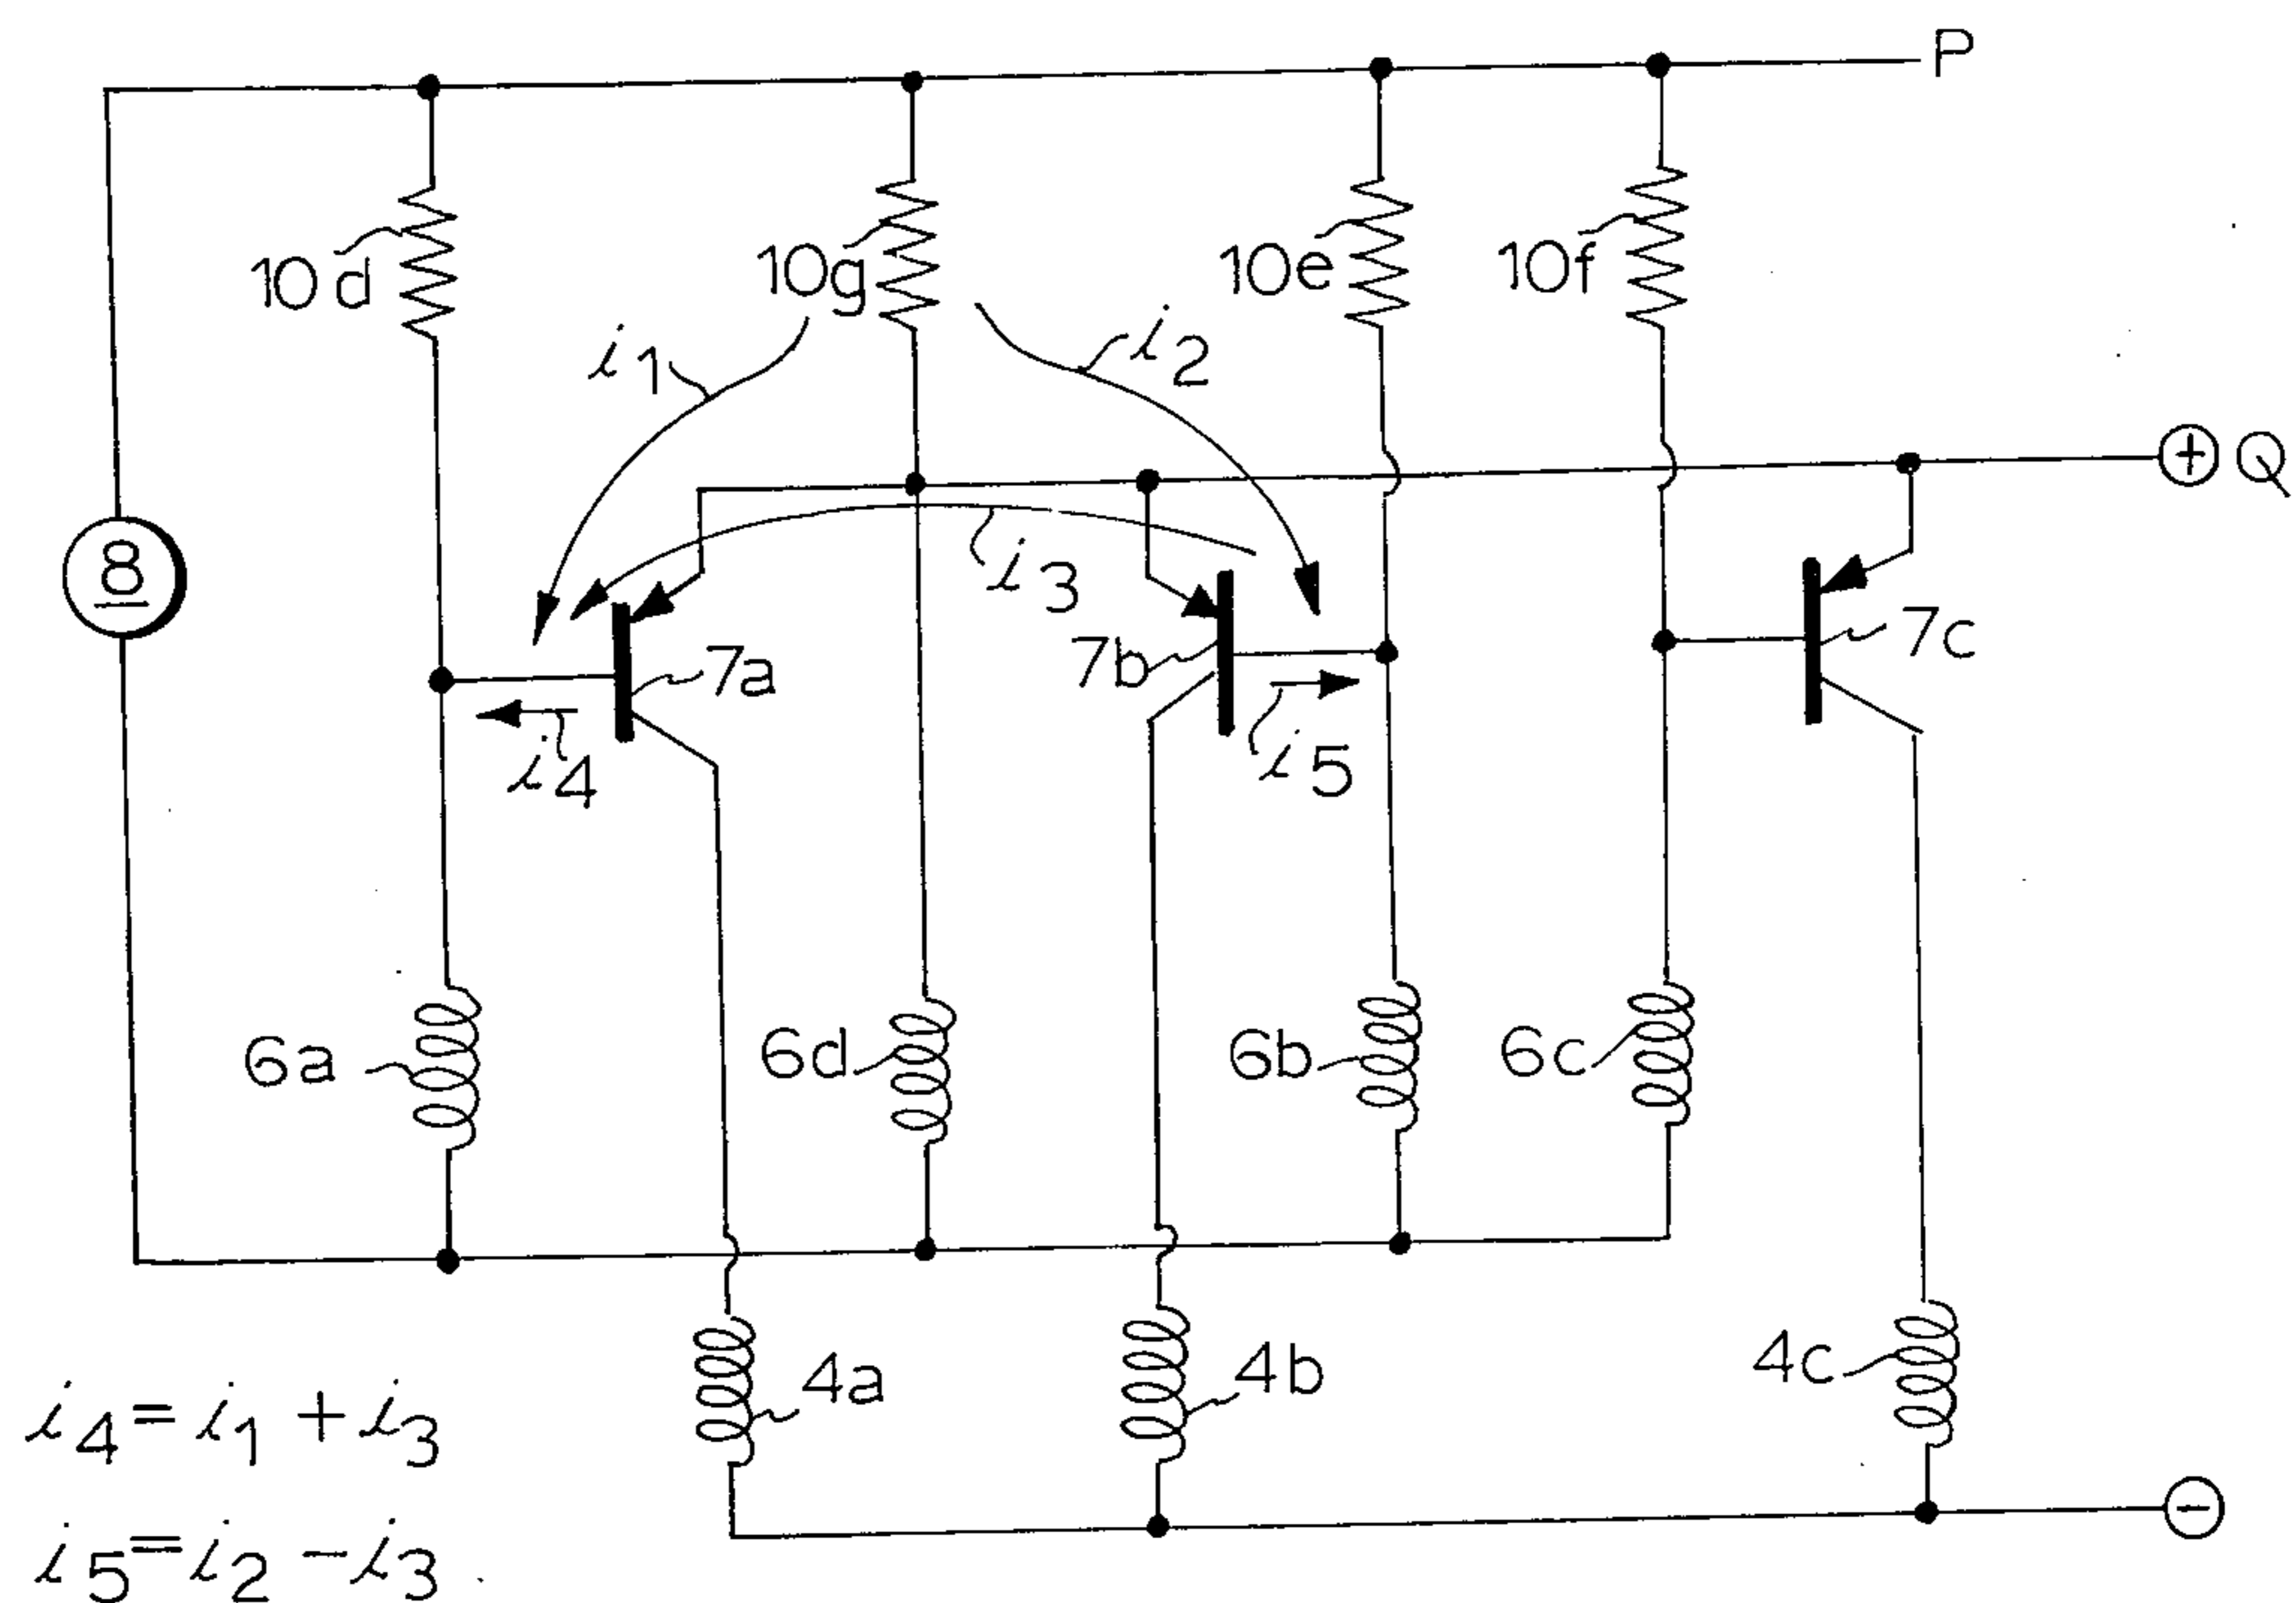 P
10d
10g
10e
10f
i1
i2
+ Q
8
i3
7a
7b
7c
i4
i5
6a
6d
6b
6c
4a
4b
4c
i4=i1+i3
−
i5=i2-i3